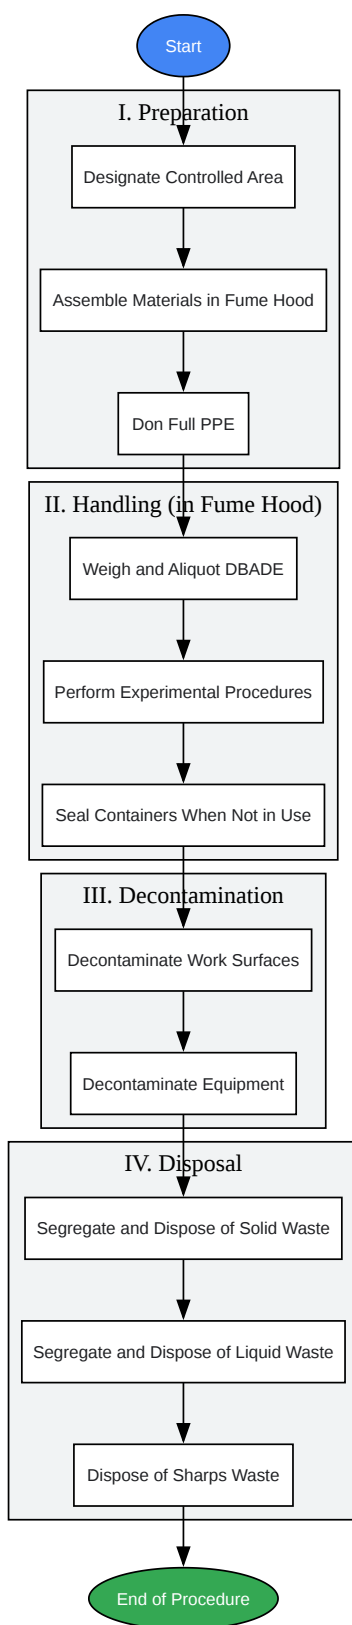 Start
I. Preparation
Designate Controlled Area
Assemble Materials in Fume Hood
Don Full PPE
II. Handling (in Fume Hood)
Weigh and Aliquot DBADE
Perform Experimental Procedures
Seal Containers When Not in Use
III. Decontamination
Decontaminate Work Surfaces
Decontaminate Equipment
IV. Disposal
Segregate and Dispose of Solid Waste
Segregate and Dispose of Liquid Waste
Dispose of Sharps Waste
End of Procedure